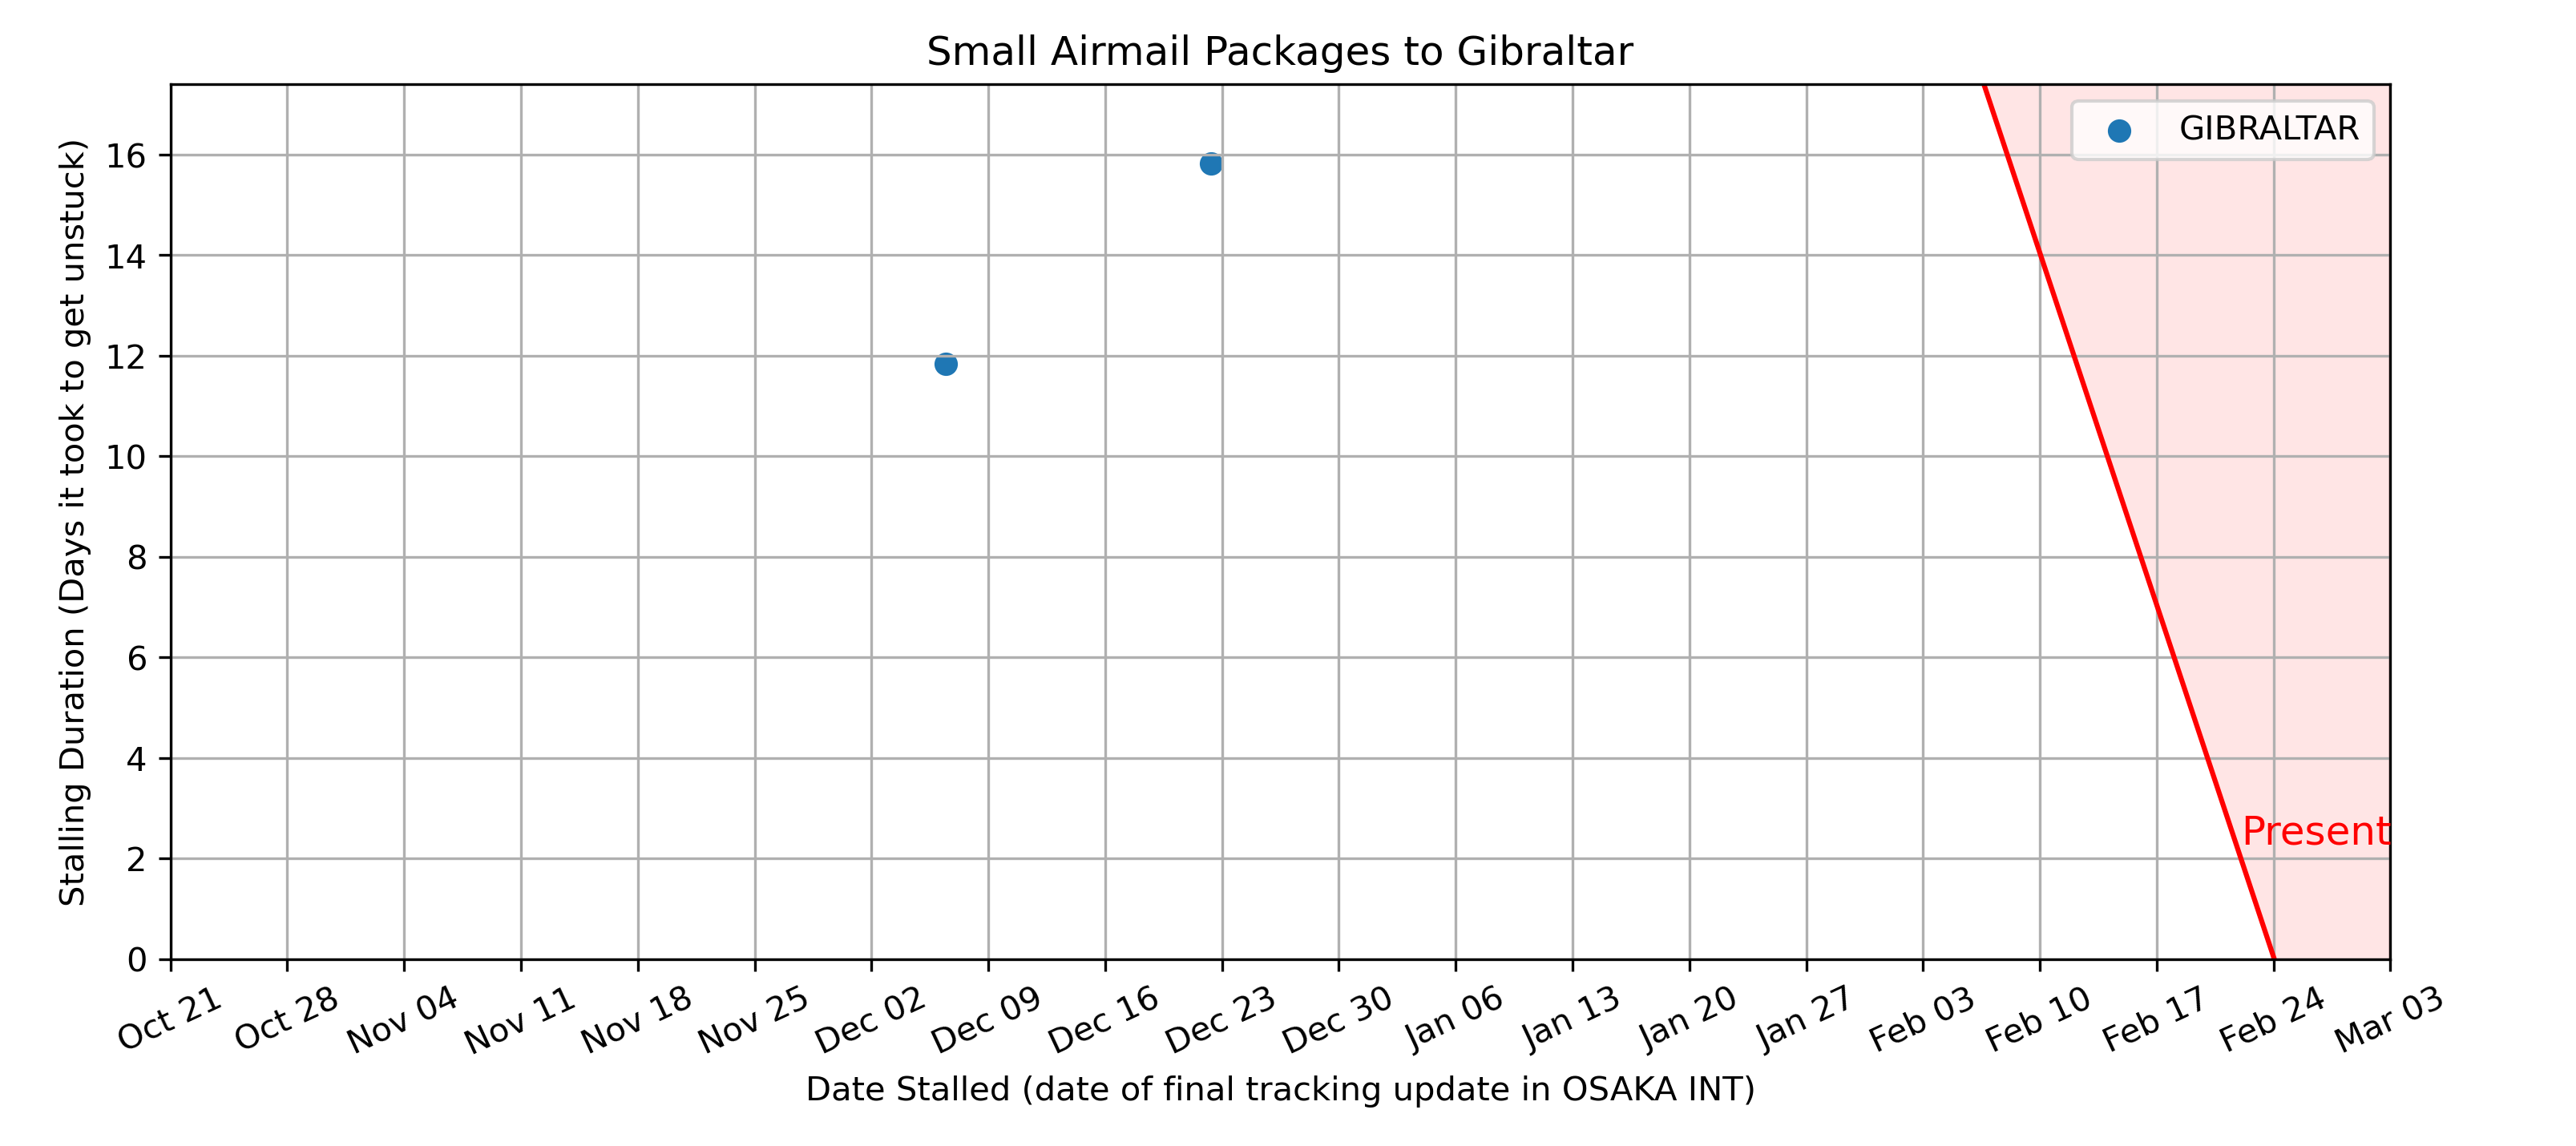 Small Airmail Packages to Gibraltar
GIBRALTAR
Stalling Duration (Days it took to get unstuck)
16
14
12
10
8
6
4
2
0
Present
Oct 21 Oct 28 Nov 04 Nov 11 Nov 18 Nov 25 Dec 02 Dec 09 Dec 16 Dec 23 Dec 30 Jan 06 Jan 13 Jan 20 Jan 27 Feb 03 Feb 10 Feb 17 Feb 24 Mar 03
Date Stalled (date of final tracking update in OSAKA INT)